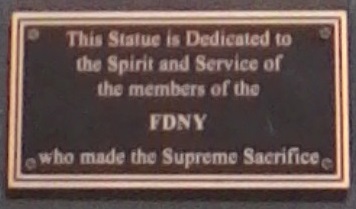 This Statue is Dedicated to
the Spirit and Service of
the members of the
FDNY
who made the Supreme Sacrifice